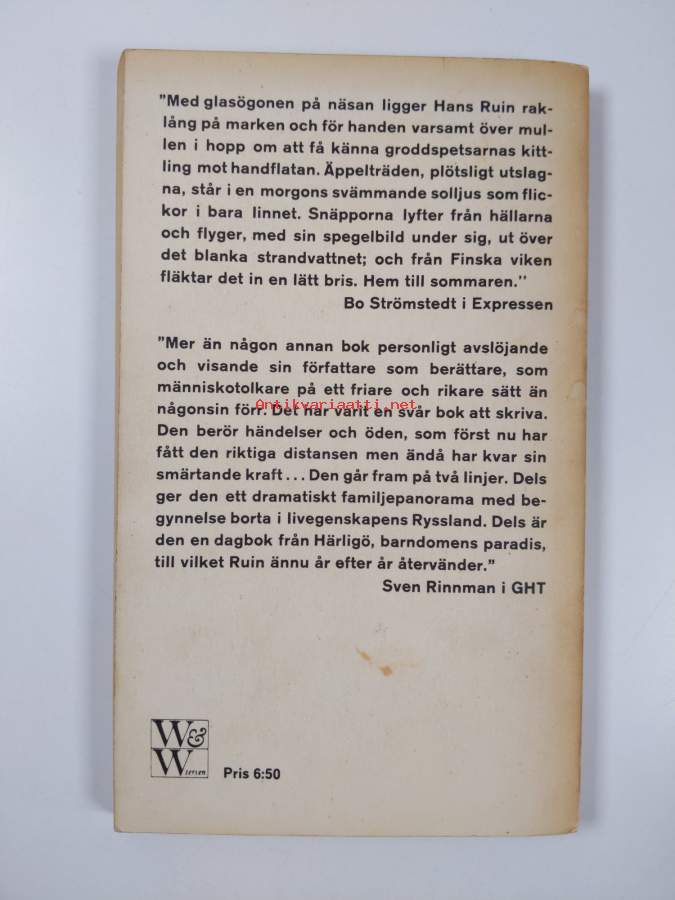 "Med glasögonen på näsan ligger Hans Ruin rak-
lång på marken och för handen varsamt över mul-
len i hopp om att få känna groddspetsarnas kitt-
ling mot handflatan. Äppelträden, plötsligt utslag-
na, står i en morgons svämmande solljus som flic-
kor i bara linnet. Snäpporna lyfter från hällarna
och flyger, med sin spegelbild under sig, ut över
det blanka strandvattnet; och från Finska viken
fläktar det in en lätt bris. Hem till sommaren."
Bo Strömstedt i Expressen
"Mer än någon annan bok personligt avslöjande
och visande sin författare som berättare, som
människotolkare på ett friare och rikare sätt än
någonsin förr. Det har varit en svår bok att skriva.
Antikvariaatti.net
Den berör händelser och öden, som först nu har
fått den riktiga distansen men ändå har kvar sin
smärtande kraft... Den går fram på två linjer. Dels
ger den ett dramatiskt familjepanorama med be-
gynnelse borta i livegenskapens Ryssland. Dels är
den en dagbok från Härligö, barndomens paradis,
till vilket Ruin ännu år efter år återvänder."
Sven Rinnman i GHT
W&
W serien
Pris 6:50